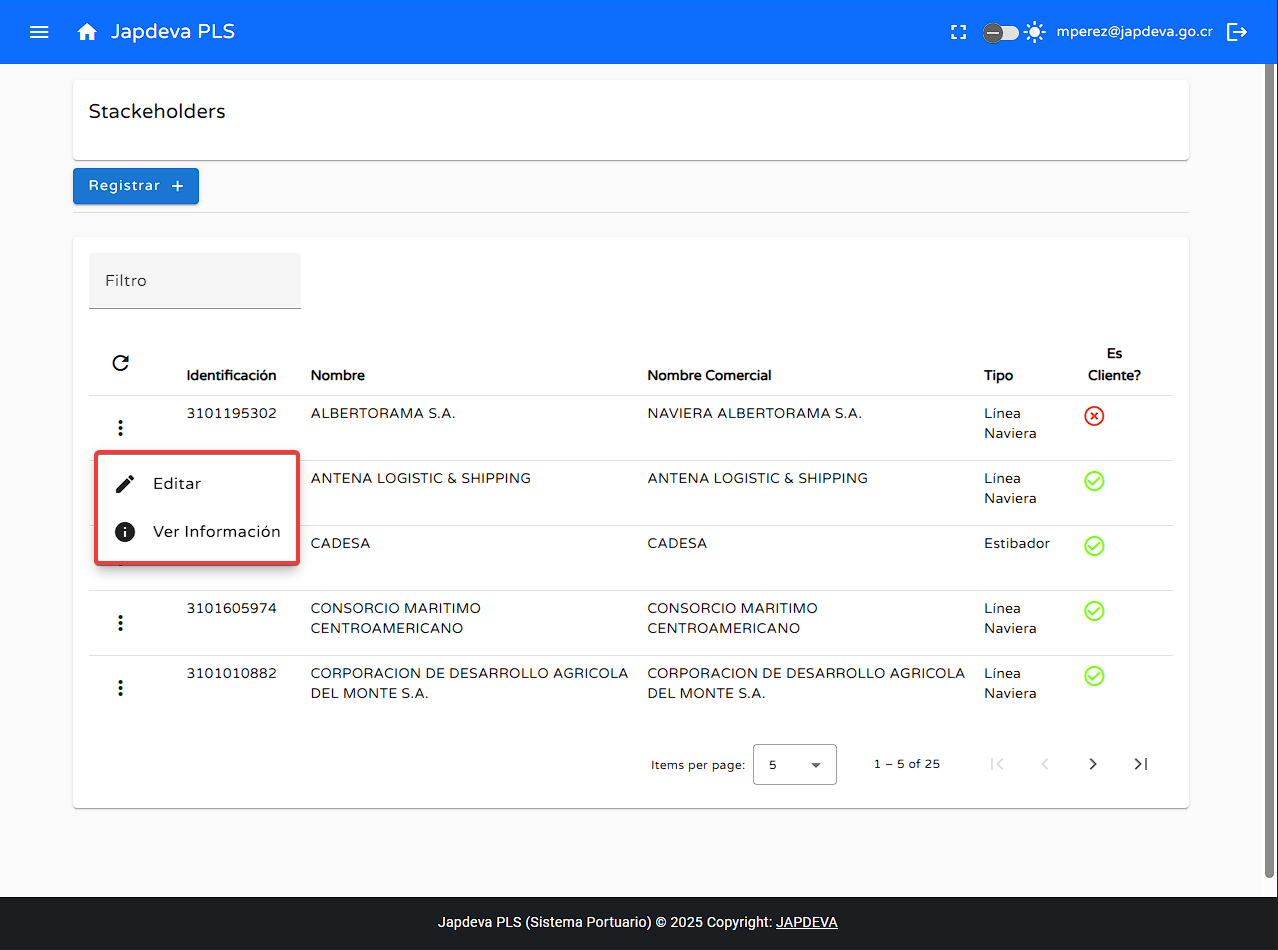 Japdeva PLS
mperez@japdeva.go.cr
Stackeholders
Registrar +
Filtro
Identificación Nombre Nombre Comercial Tipo Es
Cliente?
3101195302 ALBERTORAMA S.A. NAVIERA ALBERTORAMA S.A. Línea
Naviera
Editar
Ver Información
ANTENA LOGISTIC & SHIPPING ANTENA LOGISTIC & SHIPPING Línea
Naviera
CADESA CADESA Estibador
3101605974 CONSORCIO MARITIMO CONSORCIO MARITIMO Línea
CENTROAMERICANO CENTROAMERICANO Naviera
3101010882 CORPORACION DE DESARROLLO AGRICOLA CORPORACION DE DESARROLLO AGRICOLA Línea
DEL MONTE S.A. DEL MONTE S.A. Naviera
Items per page: 5 1 – 5 of 25
Japdeva PLS (Sistema Portuario) © 2025 Copyright: JAPDEVA